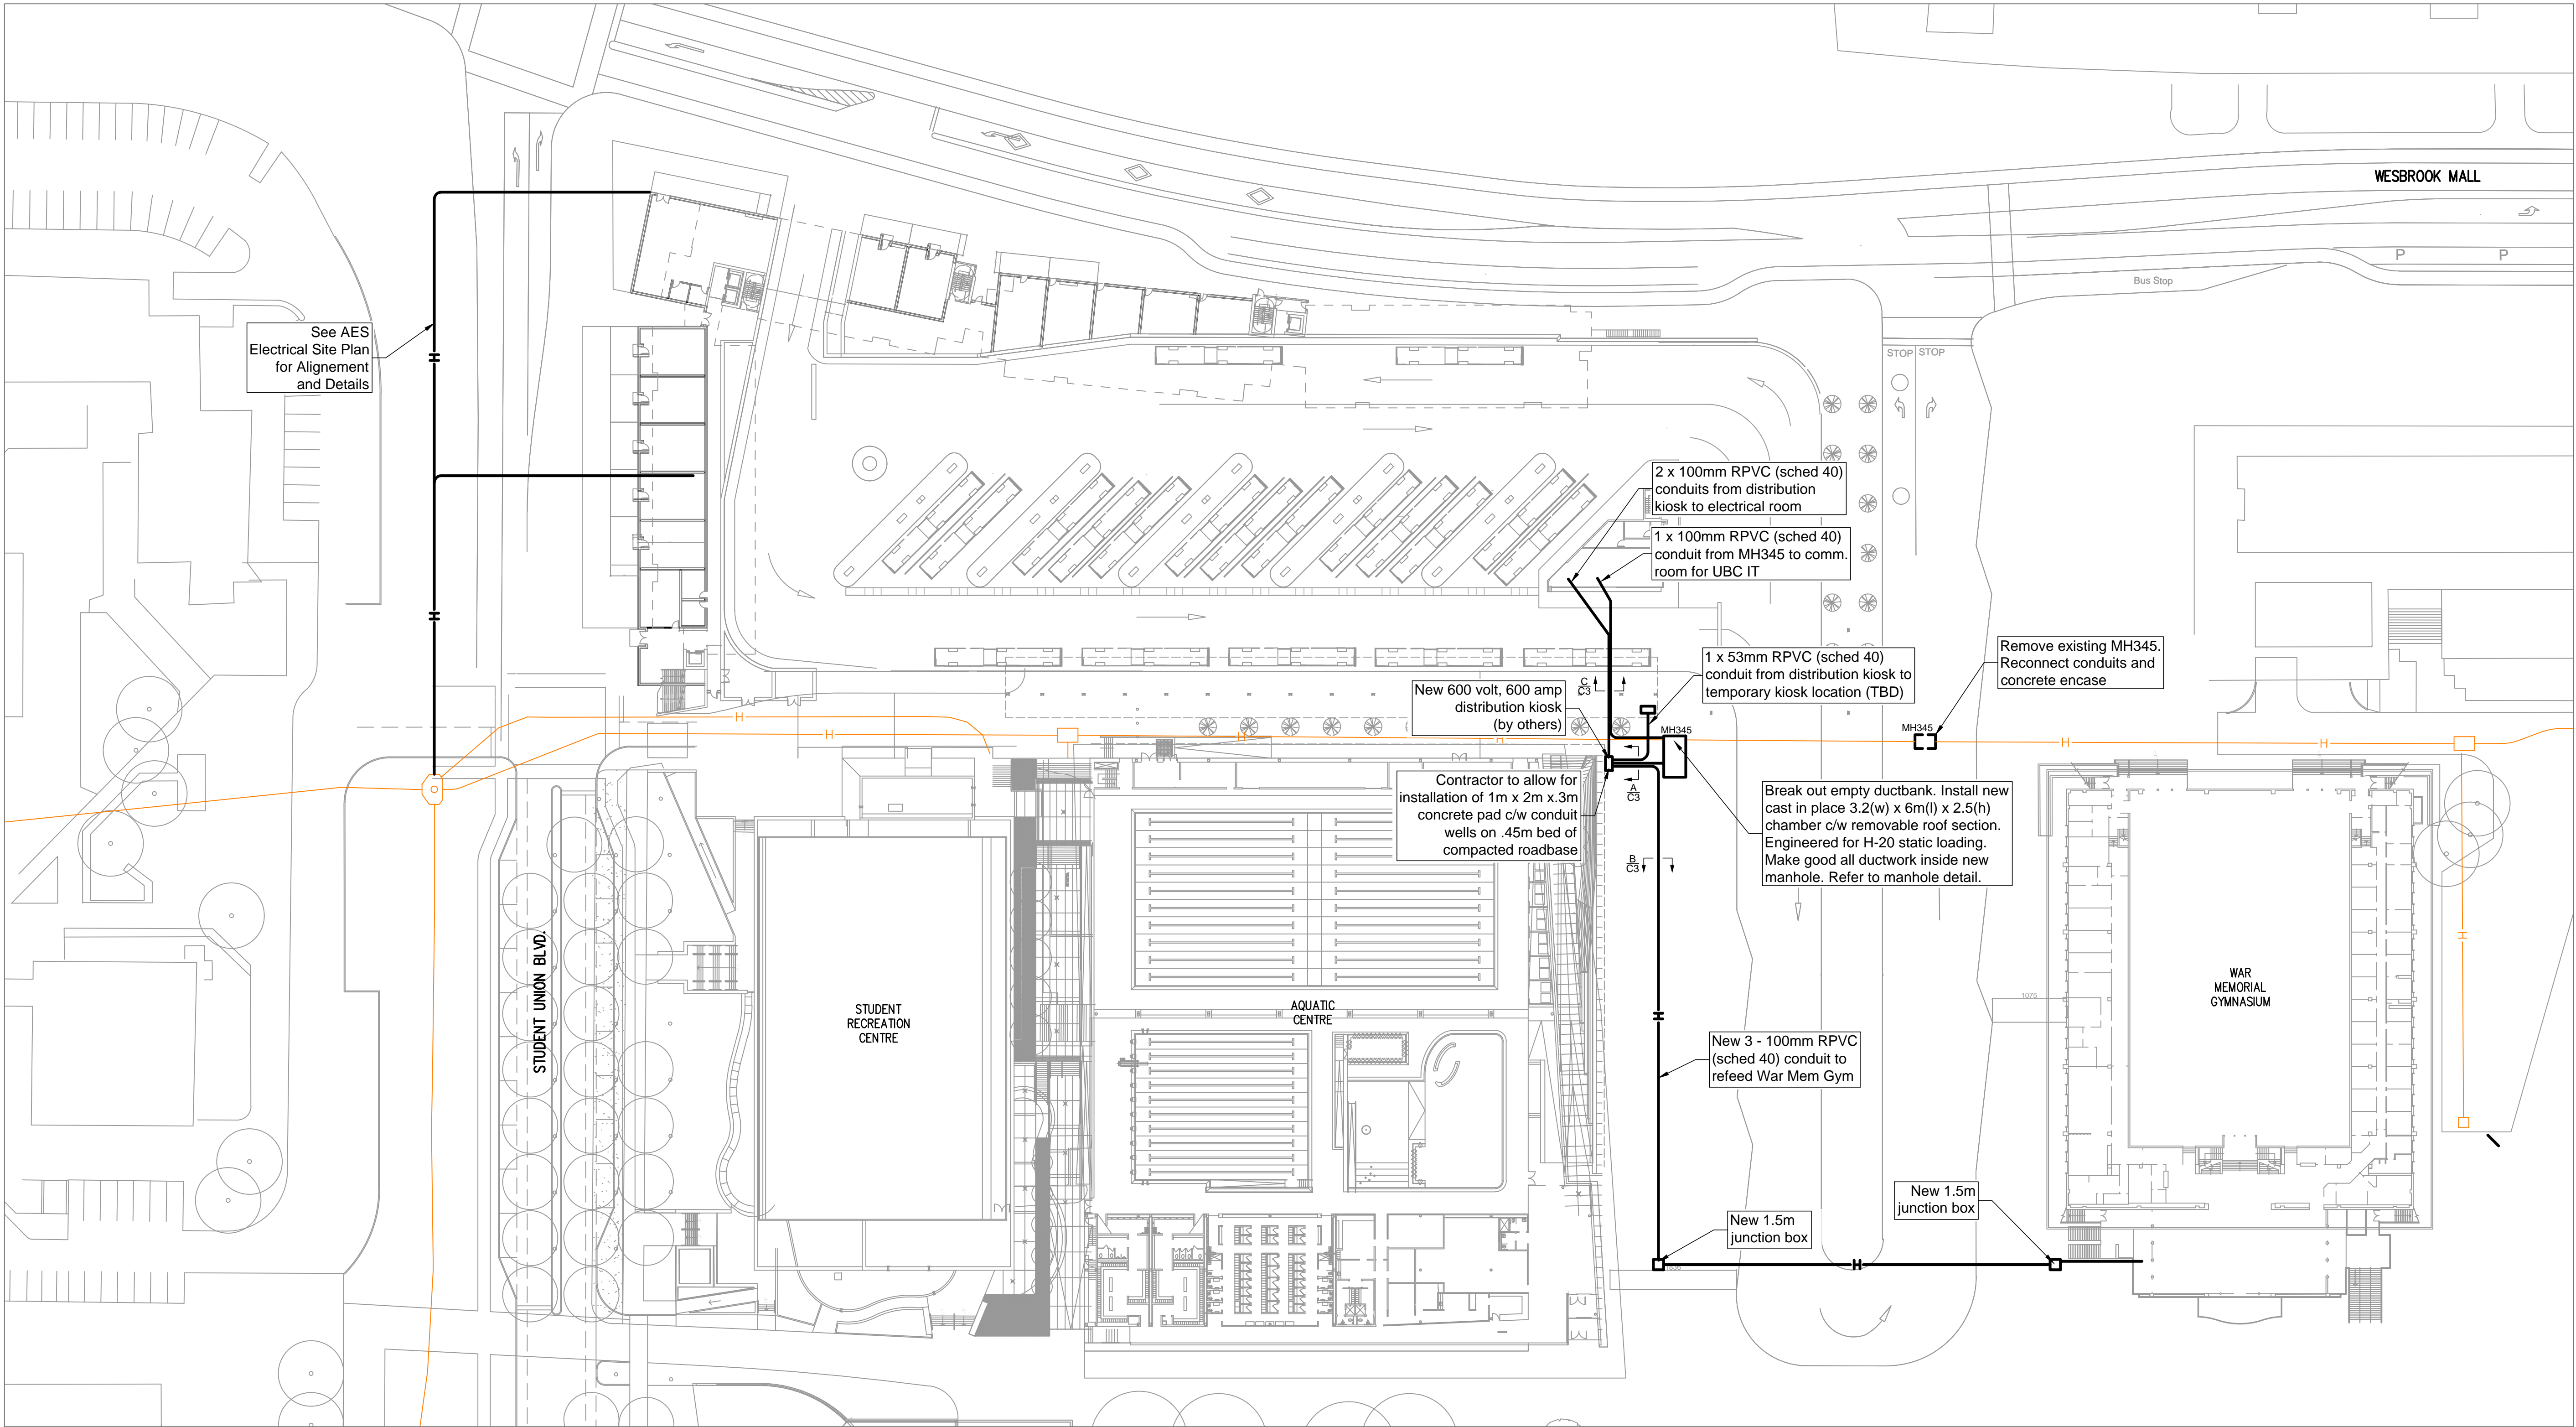 WESBROOK MALL
P P
Bus Stop
See AES
Electrical Site Plan
for Alignement
and Details
H
STOP STOP
2 x 100mm RPVC (sched 40)
conduits from distribution
kiosk to electrical room
1 x 100mm RPVC (sched 40)
conduit from MH345 to comm.
room for UBC IT
H
Remove existing MH345.
Reconnect conduits and
concrete encase
1 x 53mm RPVC (sched 40)
conduit from distribution kiosk to
temporary kiosk location (TBD)
New 600 volt, 600 amp
distribution kiosk
(by others)
C
C3
H
H
H
H
MH345
MH345
H
H
Contractor to allow for
installation of 1m x 2m x.3m
concrete pad c/w conduit
wells on .45m bed of
compacted roadbase
A
C3
Break out empty ductbank. Install new
cast in place 3.2(w) x 6m(l) x 2.5(h)
chamber c/w removable roof section.
Engineered for H-20 static loading.
Make good all ductwork inside new
manhole. Refer to manhole detail.
B
C3
H
STUDENT UNION BLVD.
STUDENT
RECREATION
CENTRE
AQUATIC
CENTRE
WAR
MEMORIAL
GYMNASIUM
1075
H
New 3 - 100mm RPVC
(sched 40) conduit to
refeed War Mem Gym
New 1.5m
junction box
New 1.5m
junction box
H